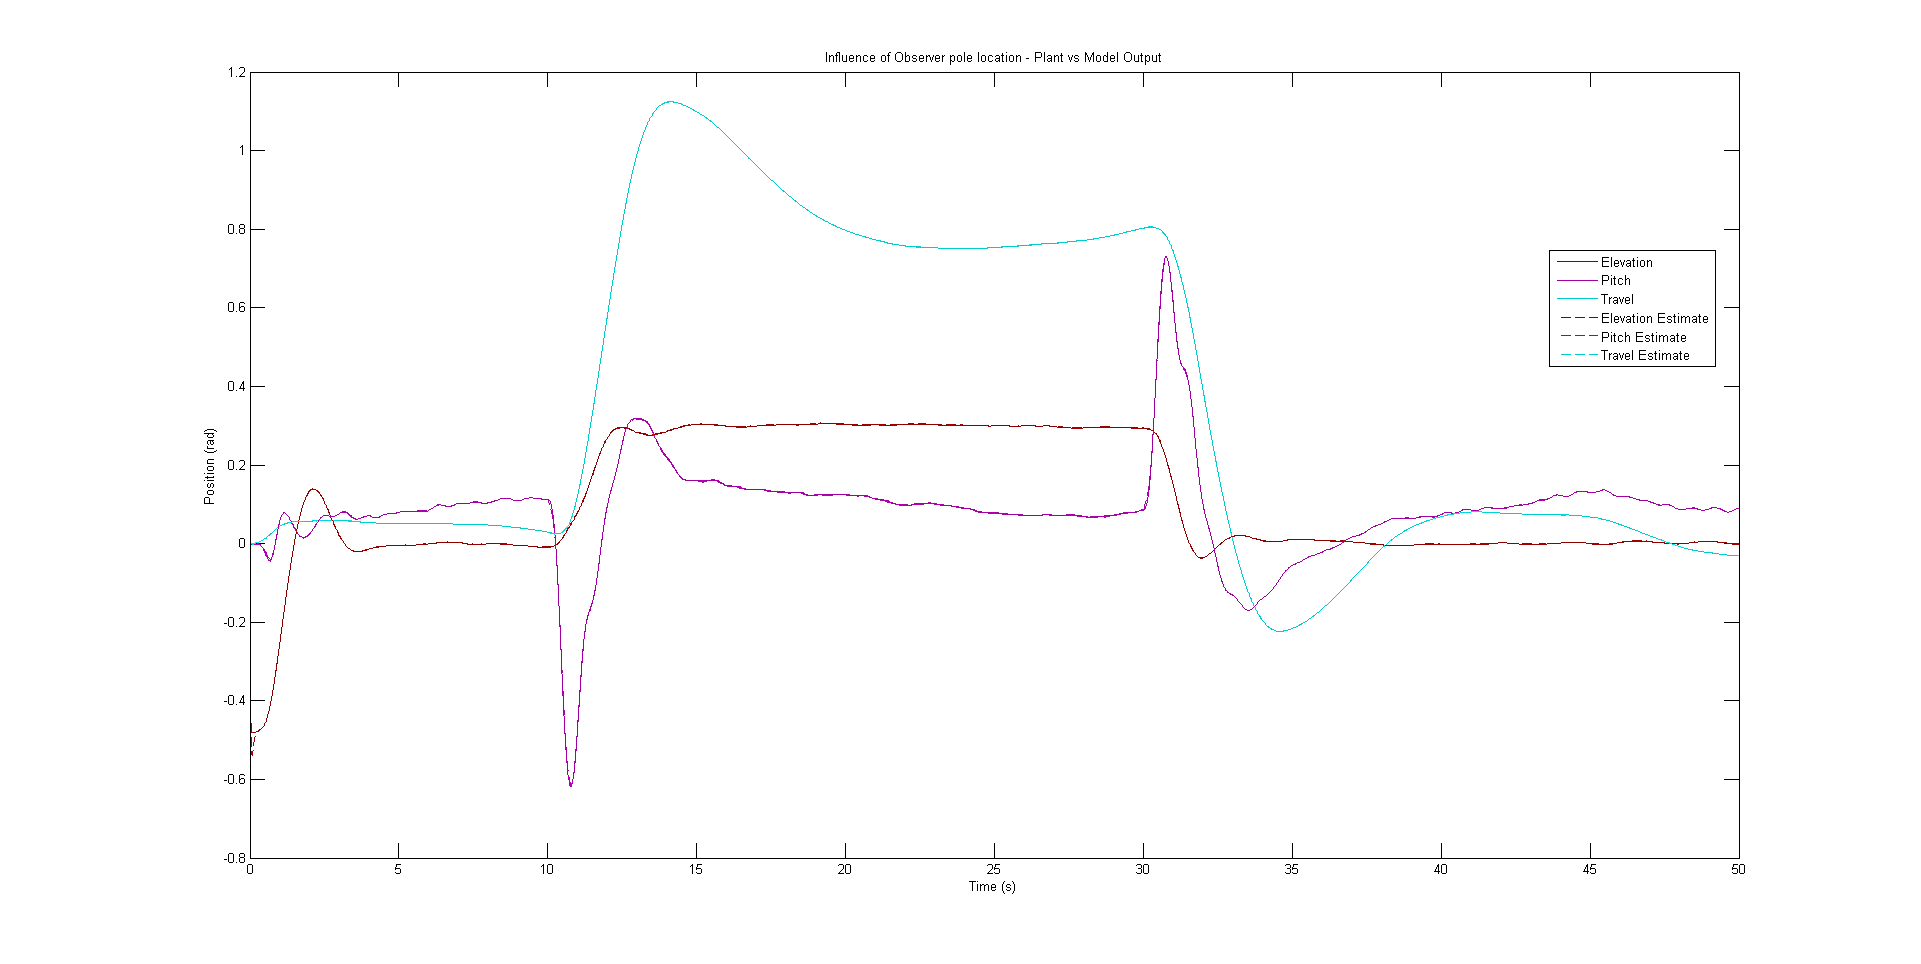 Influence of Observer pole location - Plant vs Model Output
1.2
1
0.8
0.6
0.4
0.2
0
-0.2
-0.4
-0.6
-0.8
Position (rad)
Elevation
Pitch
Travel
Elevation Estimate
Pitch Estimate
Travel Estimate
0 5 10 15 20 25 30 35 40 45 50
Time (s)